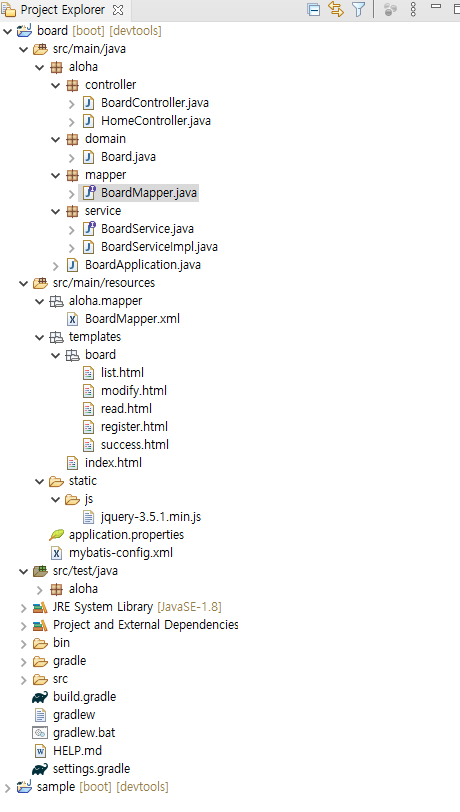 Project Explorer
board [boot] [devtools]
src/main/java
aloha
controller
BoardController.java
HomeController.java
domain
Board.java
mapper
BoardMapper.java
service
BoardService.java
BoardServiceImpl.java
BoardApplication.java
src/main/resources
aloha.mapper
BoardMapper.xml
templates
board
list.html
modify.html
read.html
register.html
success.html
index.html
static
js
jquery-3.5.1.min.js
application.properties
mybatis-config.xml
src/test/java
aloha
JRE System Library [JavaSE-1.8]
Project and External Dependencies
bin
gradle
src
build.gradle
gradlew
gradlew.bat
HELP.md
settings.gradle
sample [boot] [devtools]